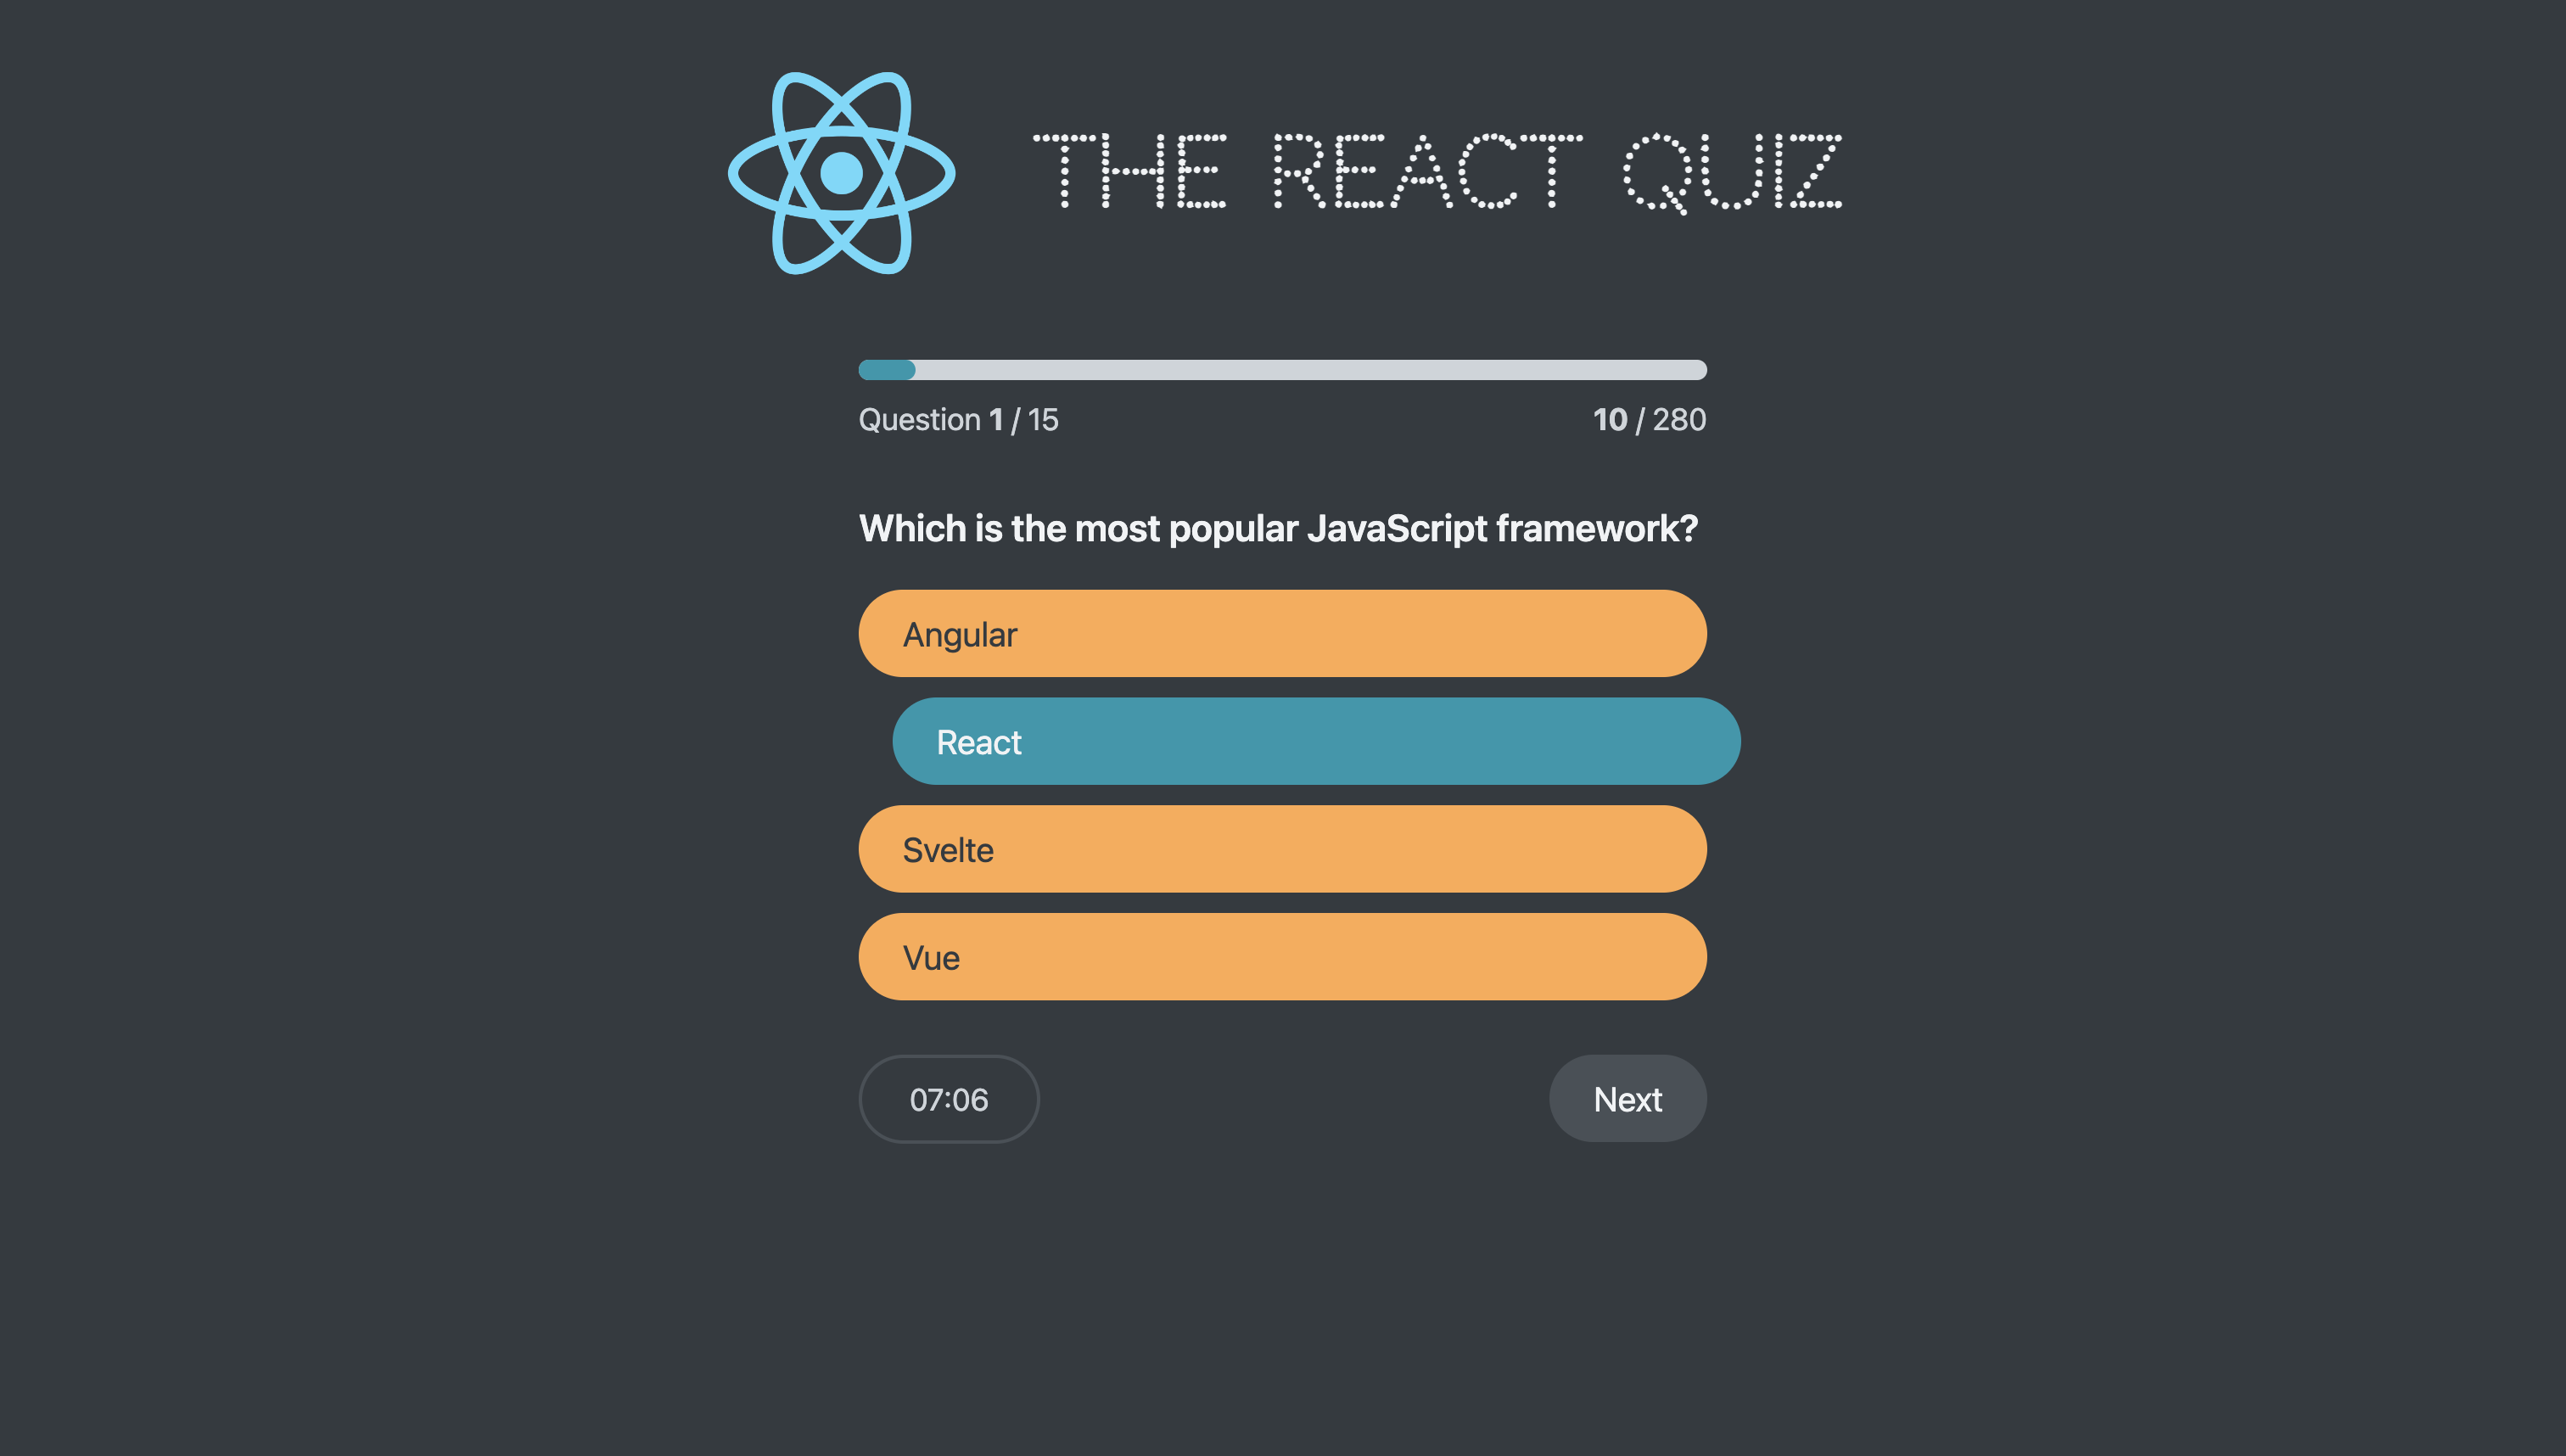 THE REACT QUIZ
Question 1 / 15
10 / 280
Which is the most popular JavaScript framework?
Angular
React
Svelte
Vue
07:06
Next